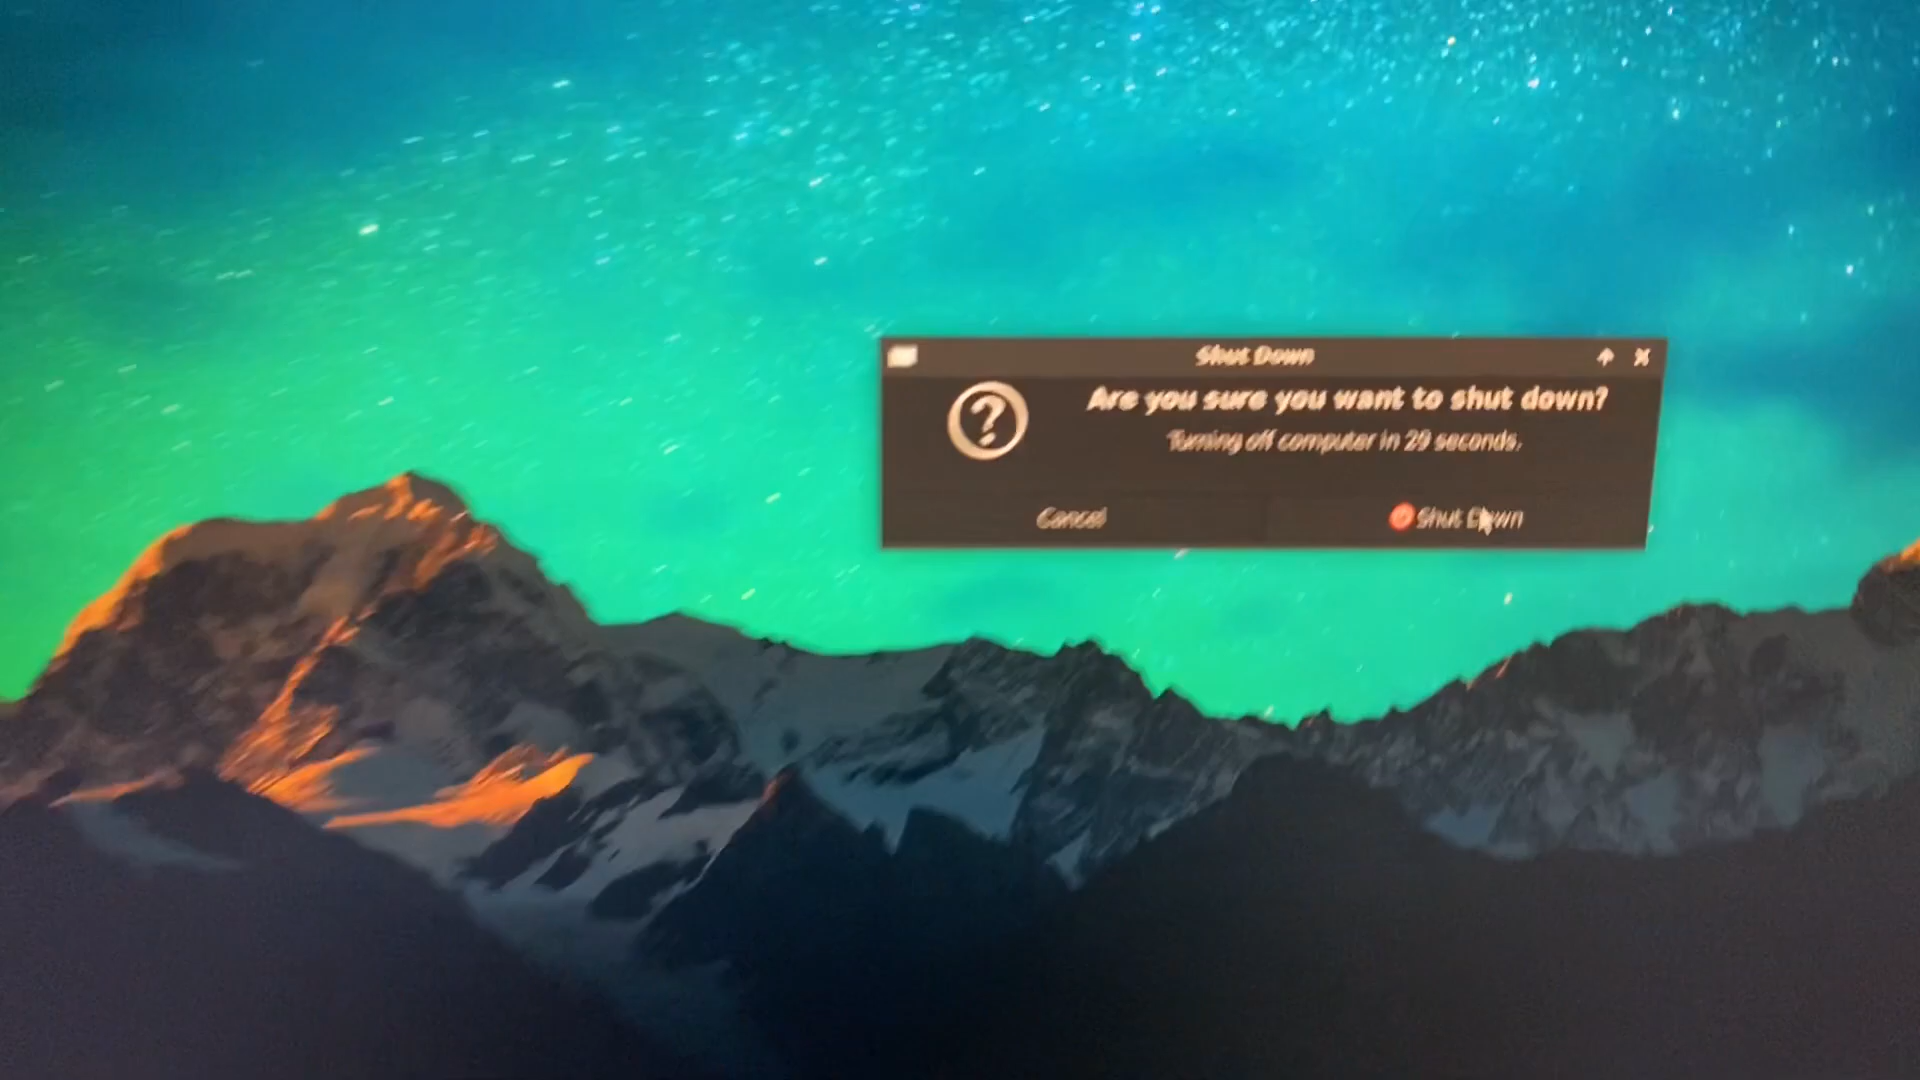 Shut Down
Are you sure you want to shut down?
Turning off computer in 29 seconds.
Cancel
Shut Down